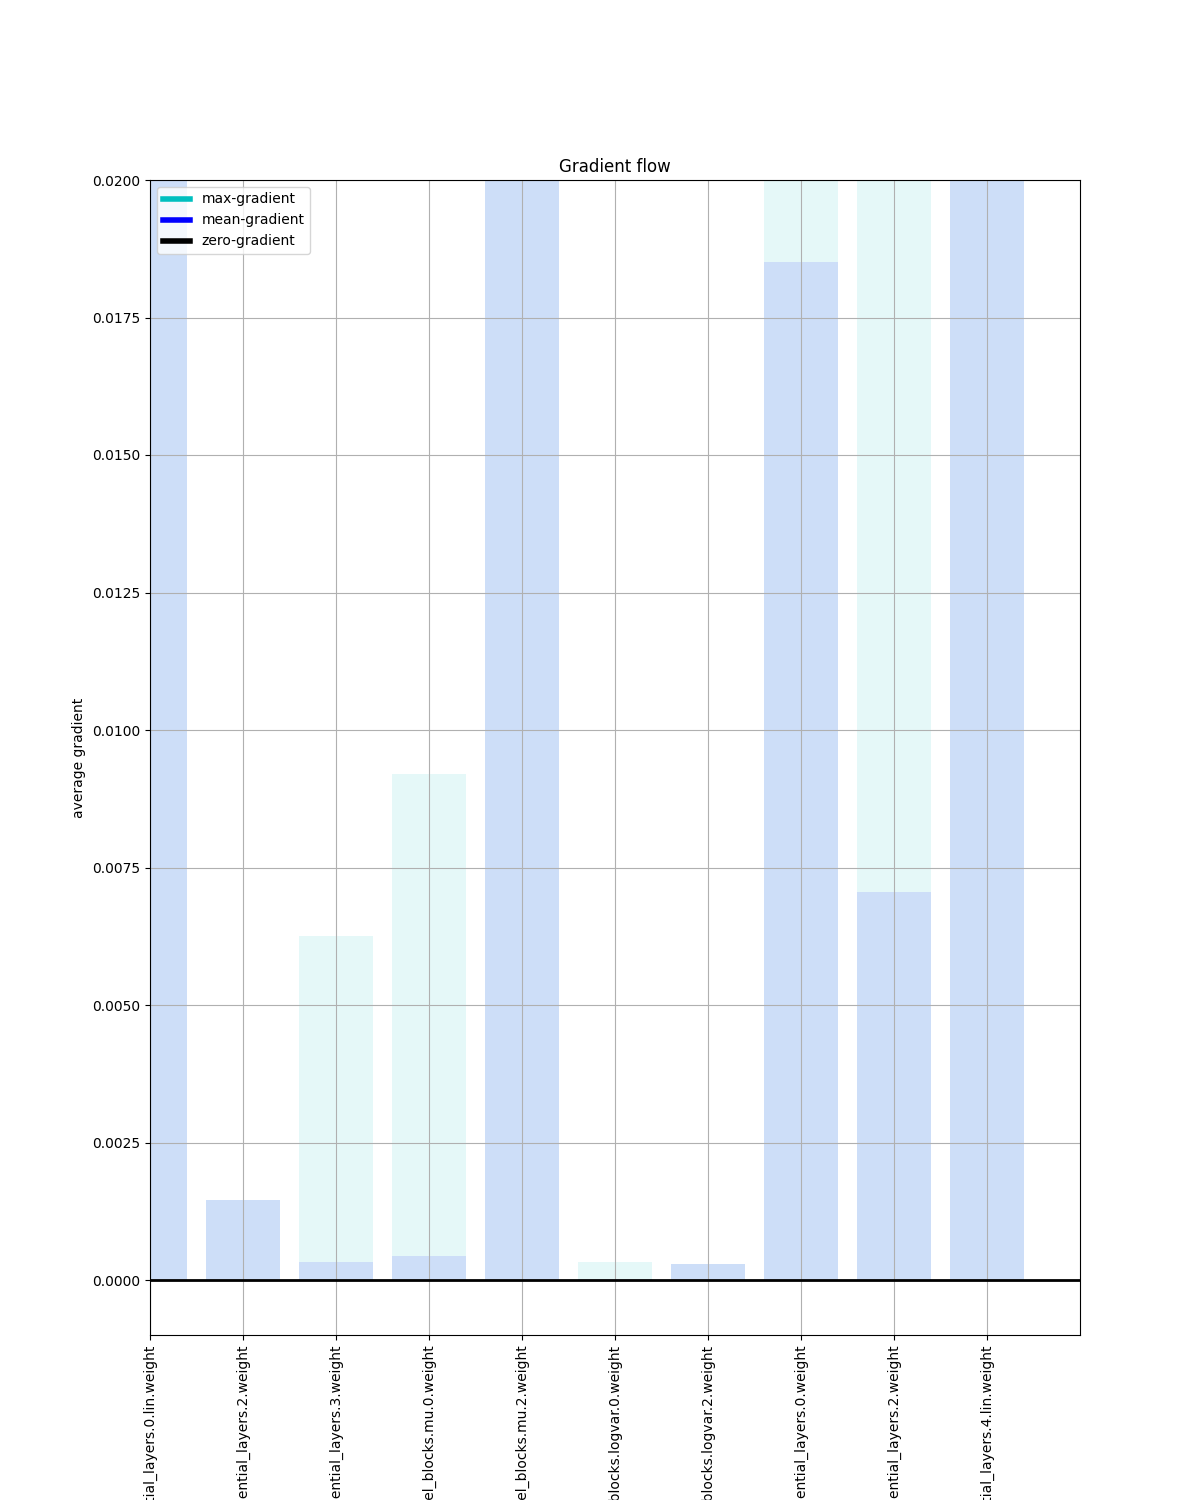 Gradient flow
max-gradient
mean-gradient
zero-gradient
average gradient
0.0200
0.0175
0.0150
0.0125
0.0100
0.0075
0.0050
0.0025
0.0000
tial_layers.0.lin.weight
ential_layers.2.weight
ential_layers.3.weight
el_blocks.mu.0.weight
el_blocks.mu.2.weight
blocks.logvar.0.weight
blocks.logvar.2.weight
ential_layers.0.weight
ential_layers.2.weight
tial_layers.4.lin.weight